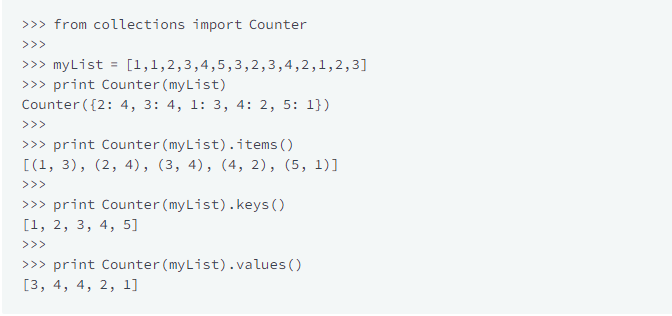 >>> from collections import Counter
>>>
>>> myList = [1,1,2,3,4,5,3,2,3,4,2,1,2,3]
>>> print Counter(myList)
Counter({2: 4, 3: 4, 1: 3, 4: 2, 5: 1})
>>>
>>> print Counter(myList).items()
[(1, 3), (2, 4), (3, 4), (4, 2), (5, 1)]
>>>
>>> print Counter(myList).keys()
[1, 2, 3, 4, 5]
>>>
>>> print Counter(myList).values()
[3, 4, 4, 2, 1]